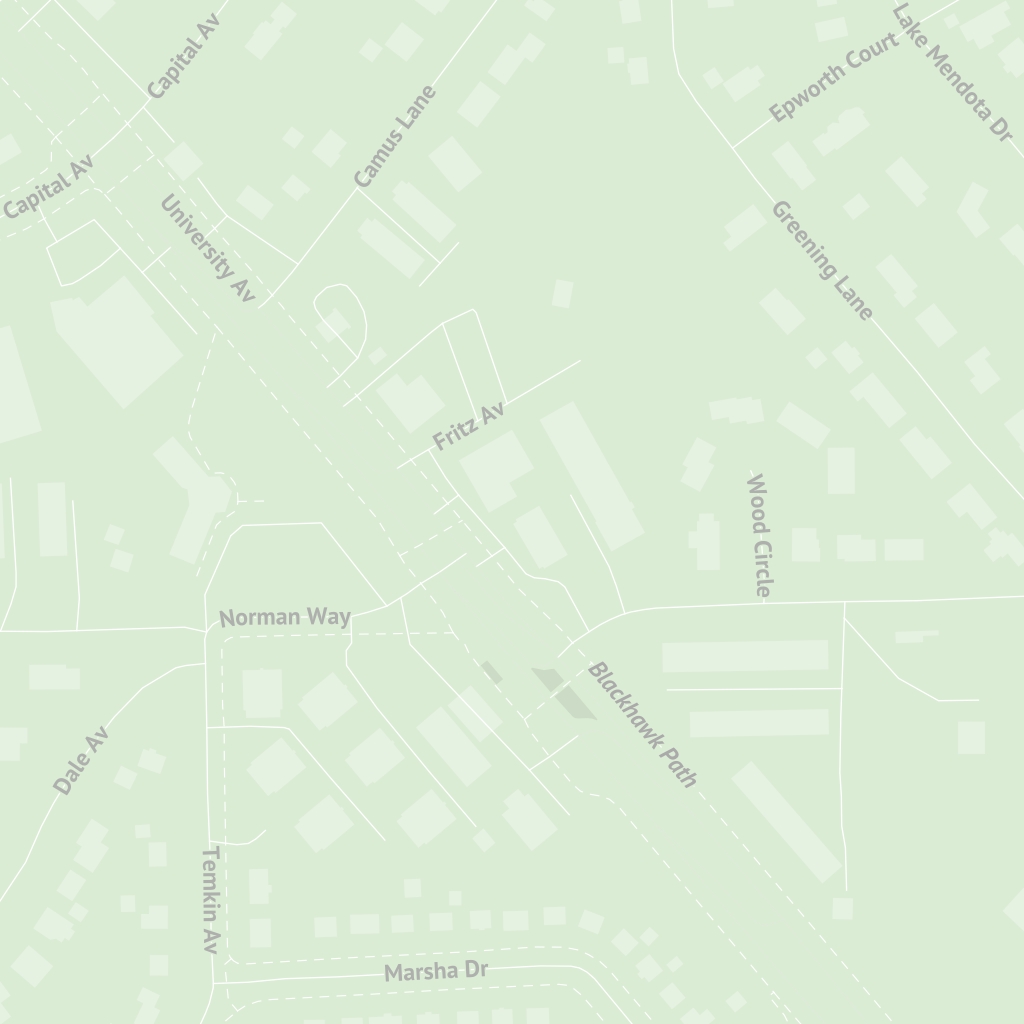 Capital Av
Lake Mendota Dr
Epworth Court
Camus Lane
Capital Av
University Av
Greening Lane
Fritz Av
Wood Circle
Norman Way
Blackhawk Path
Dale Av
Temkin Av
Marsha Dr